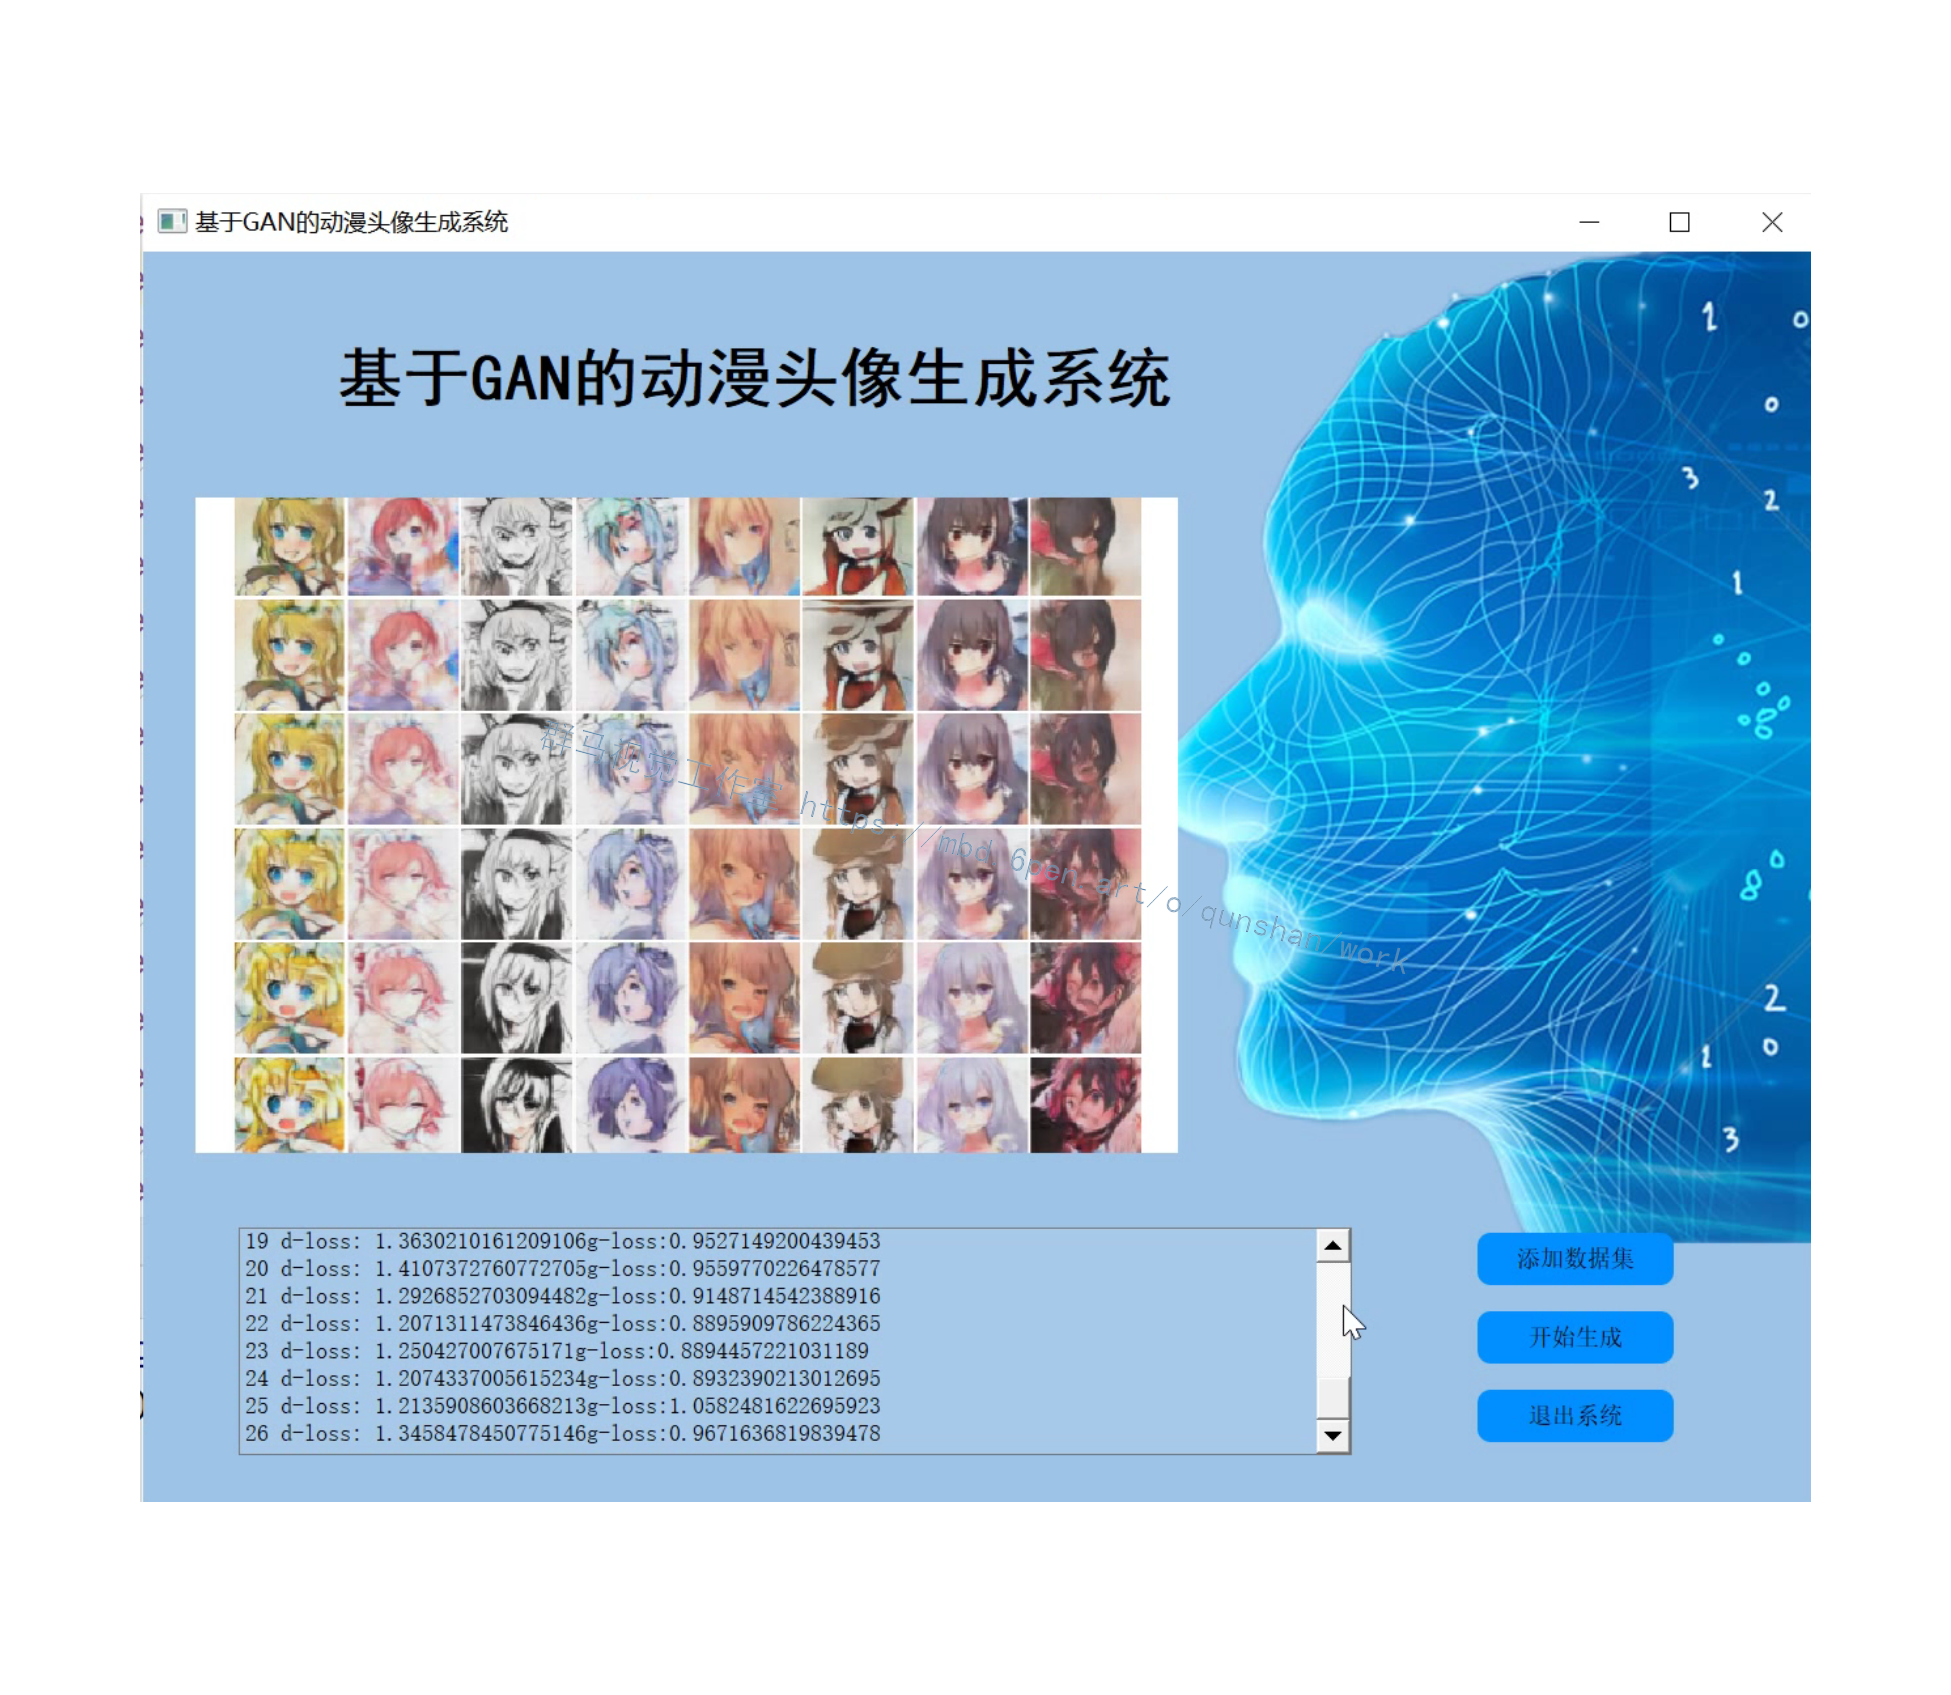 基于GAN的动漫头像生成系统
基于GAN的动漫头像生成系统
1 0
0
3
2
1
群马视觉工作室 https://mbd.6pen.art/o/qunshan/work
8
8 0
2
1 0
3
19 d-loss: 1.3630210161209106g-loss:0.9527149200439453
20 d-loss: 1.4107372760772705g-loss:0.9559770226478577
21 d-loss: 1.2926852703094482g-loss:0.9148714542388916
22 d-loss: 1.2071311473846436g-loss:0.8895909786224365
23 d-loss: 1.250427007675171g-loss:0.8894457221031189
24 d-loss: 1.2074337005615234g-loss:0.8932390213012695
25 d-loss: 1.2135908603668213g-loss:1.0582481622695923
26 d-loss: 1.3458478450775146g-loss:0.9671636819839478
添加数据集
开始生成
退出系统